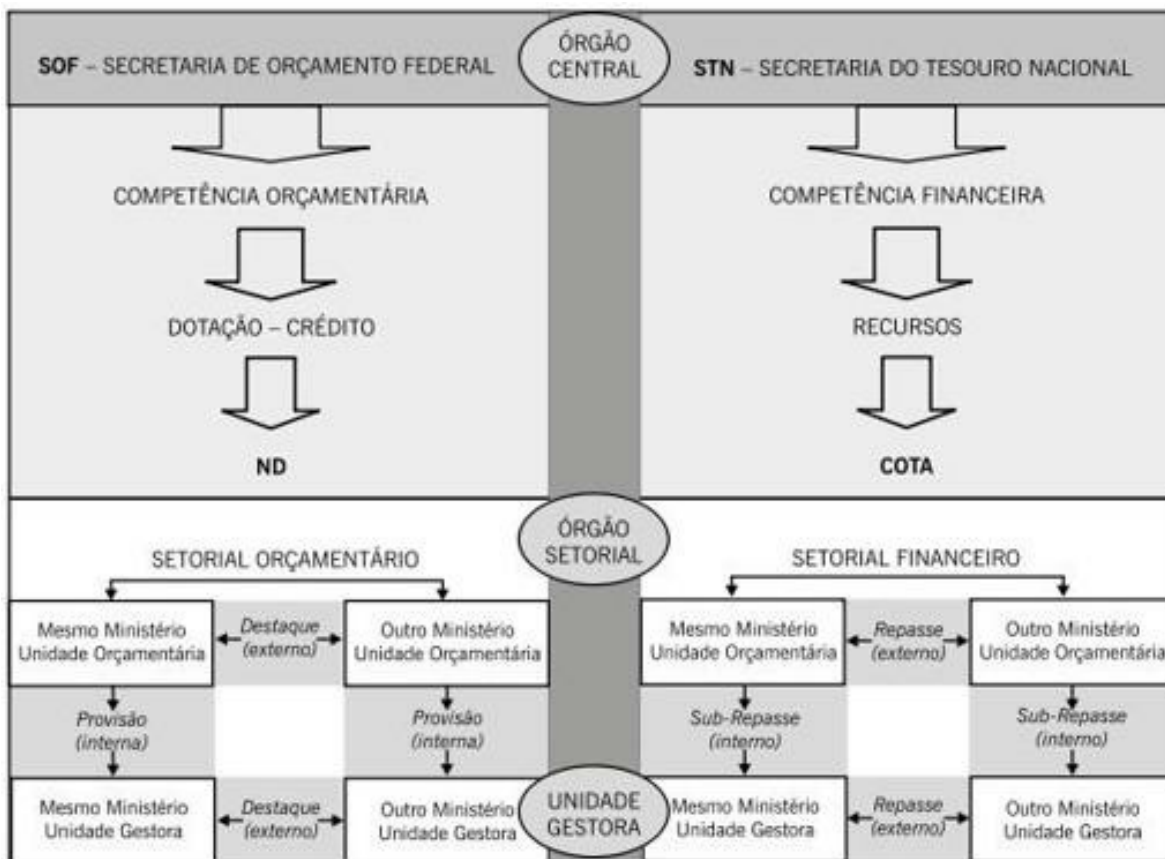 SOF – SECRETARIA DE ORÇAMENTO FEDERAL
ÓRGÃO
CENTRAL
STN – SECRETARIA DO TESOURO NACIONAL
COMPETÊNCIA ORÇAMENTÁRIA
COMPETÊNCIA FINANCEIRA
DOTAÇÃO – CRÉDITO
RECURSOS
ND
COTA
ÓRGÃO
SETORIAL
SETORIAL ORÇAMENTÁRIO
SETORIAL FINANCEIRO
Mesmo Ministério
Unidade Orçamentária
Destaque
(externo)
Outro Ministério
Unidade Orçamentária
Mesmo Ministério
Unidade Orçamentária
Repasse
(externo)
Outro Ministério
Unidade Orçamentária
Provisão
(interna)
Provisão
(interna)
Sub-Repasse
(interno)
Sub-Repasse
(interno)
Mesmo Ministério
Unidade Gestora
Destaque
(externo)
Outro Ministério
Unidade Gestora
UNIDADE
GESTORA
Mesmo Ministério
Unidade Gestora
Repasse
(externo)
Outro Ministério
Unidade Gestora